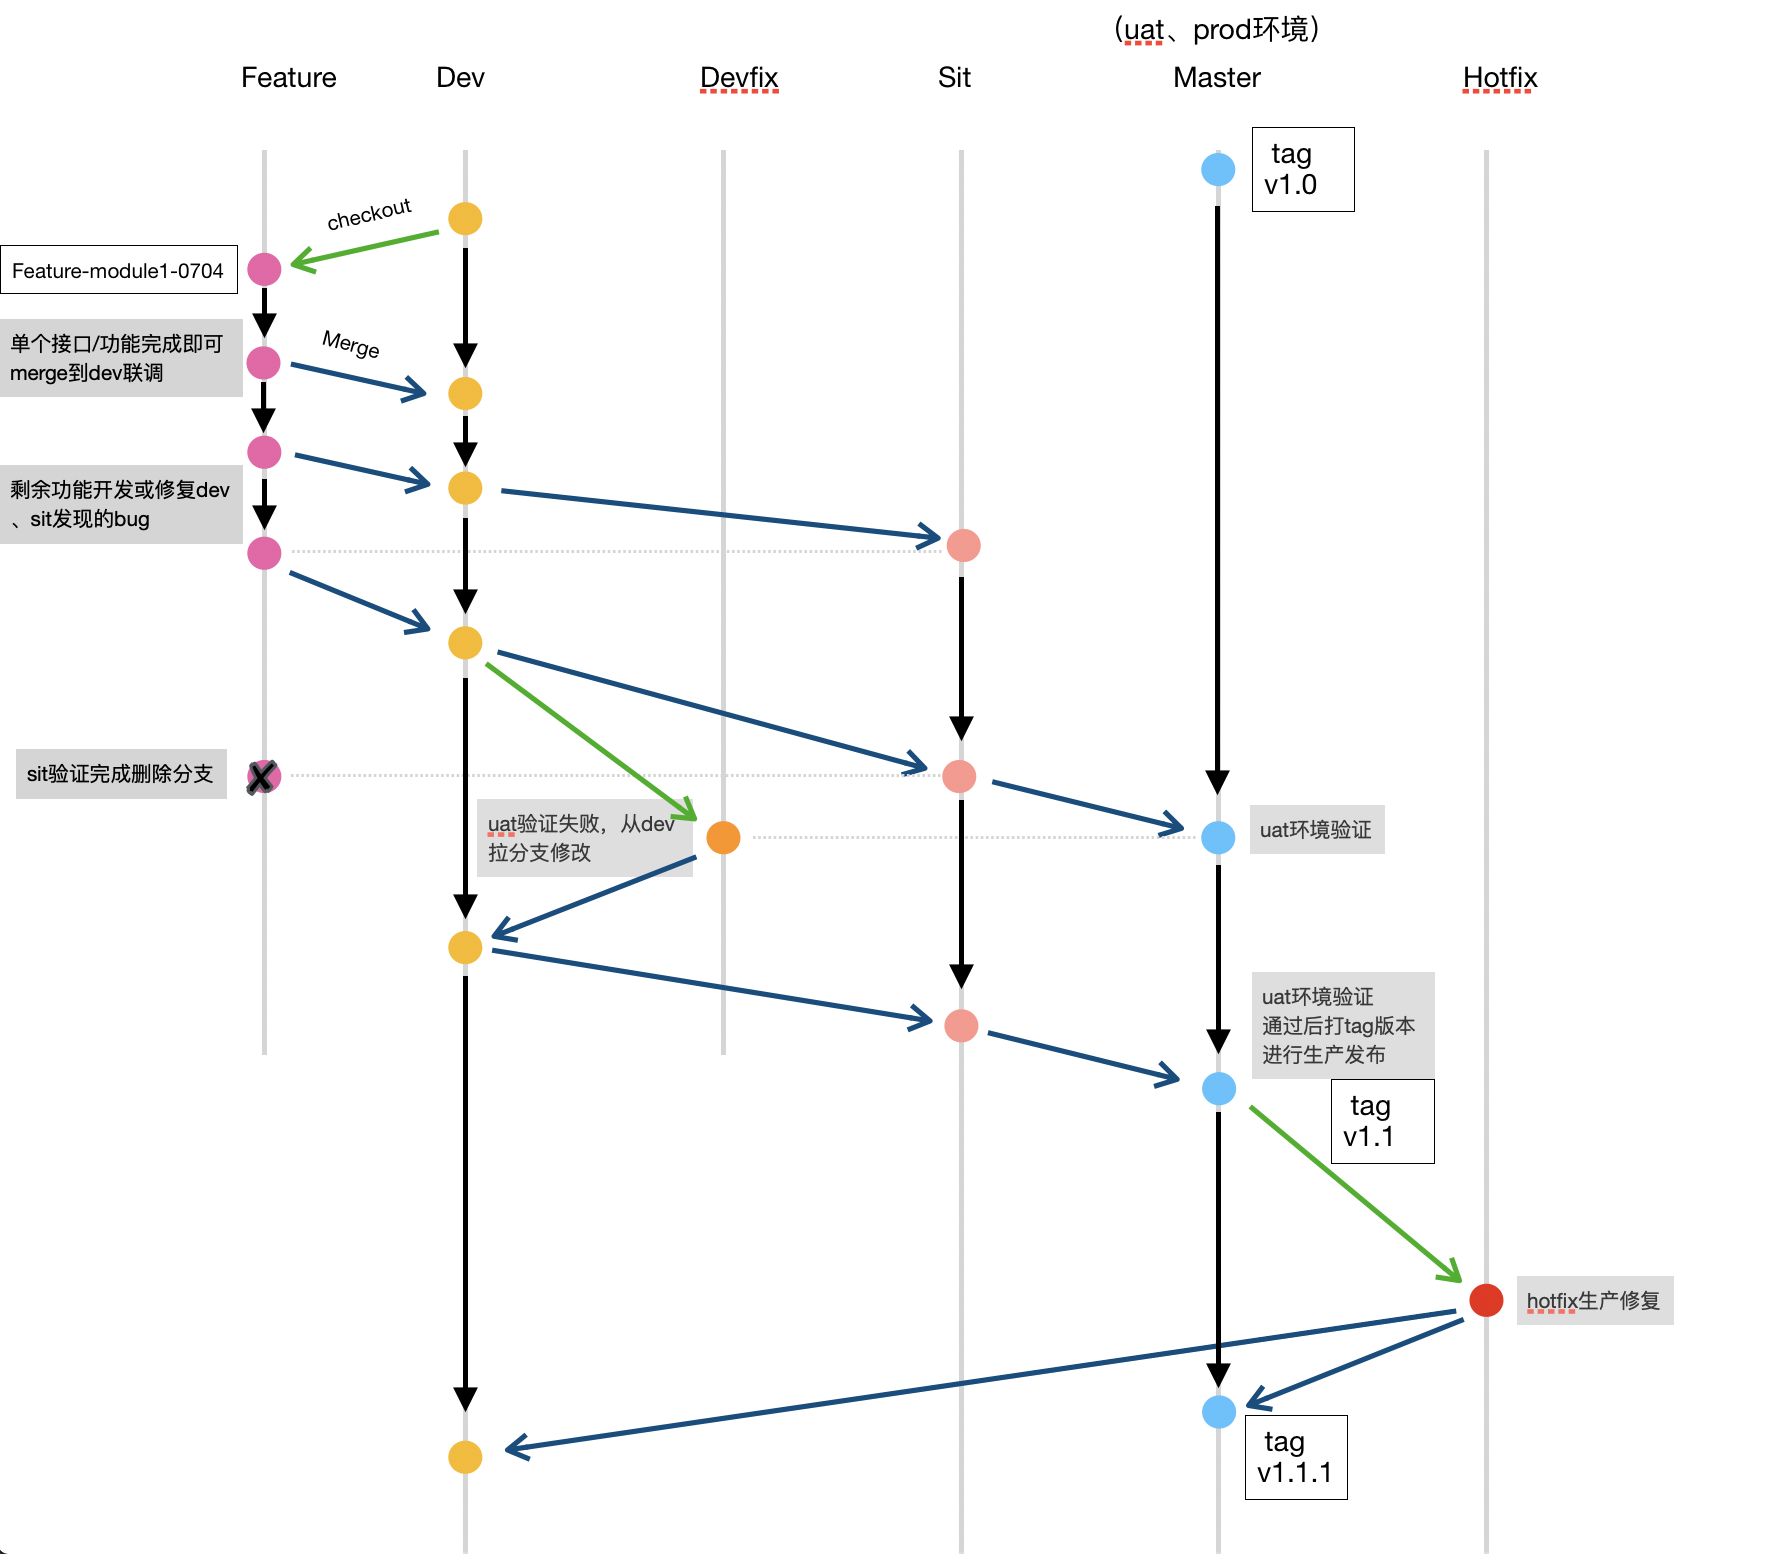 （uat、prod环境）
Feature
Dev
Devfix
Sit
Master
Hotfix
tag
v1.0
checkout
Feature-module1-0704
Merge
单个接口/功能完成即可
merge到dev联调
剩余功能开发或修复dev
、sit发现的bug
sit验证完成删除分支
uat验证失败，从dev
拉分支修改
uat环境验证
uat环境验证
通过后打tag版本
进行生产发布
tag
v1.1
hotfix生产修复
tag
v1.1.1